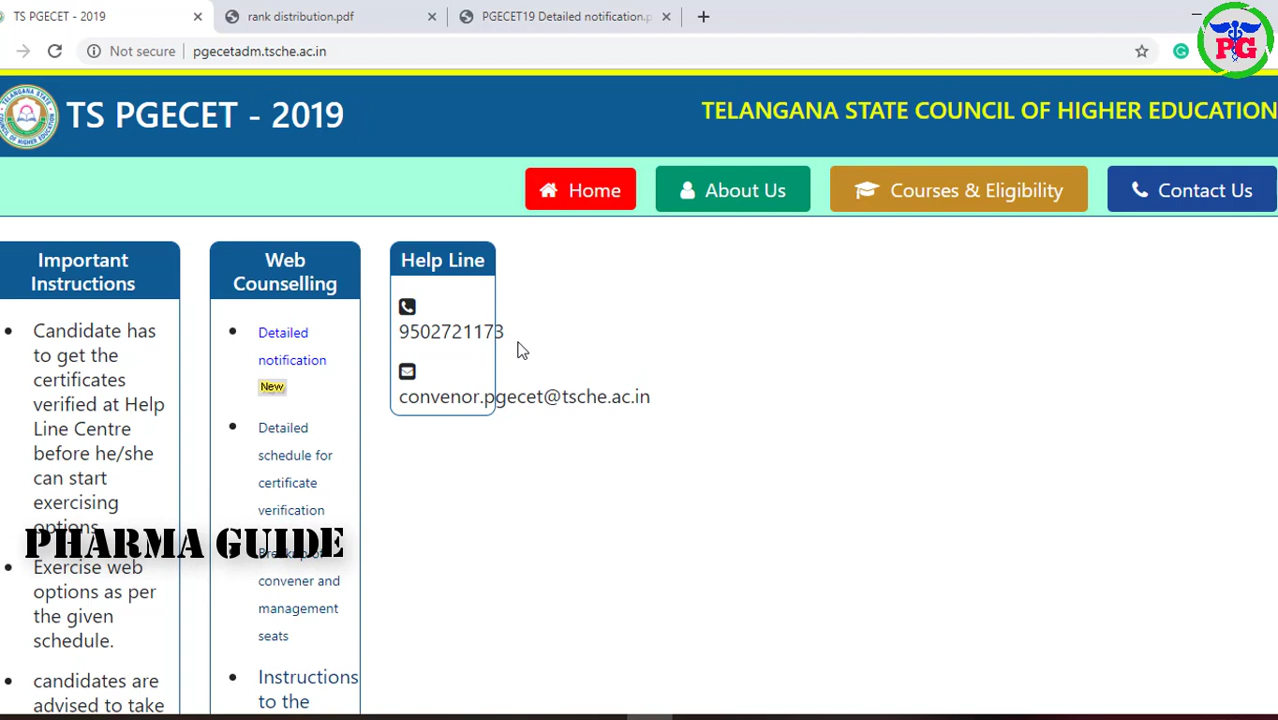 TS PGECET - 2019
rank distribution.pdf
PGECET19 Detailed notification.p
PG
Not secure
pgecetadm.tsche.ac.in
TS PGECET - 2019
TELANGANA STATE COUNCIL OF HIGHER EDUCATION
Home
About Us
Courses & Eligibility
Contact Us
Important
Instructions
Candidate has
to get the
certificates
verified at Help
Line Centre
before he/she
can start
exercising
options.
Exercise web
options as per
the given
schedule.
candidates are
advised to take
Web
Counselling
Detailed
notification
New
Detailed
schedule for
certificate
verification
Breakup of
convener and
management
seats
Instructions
to the
Help Line
9502721173
convenor.pgecet@tsche.ac.in
PHARMA GUIDE